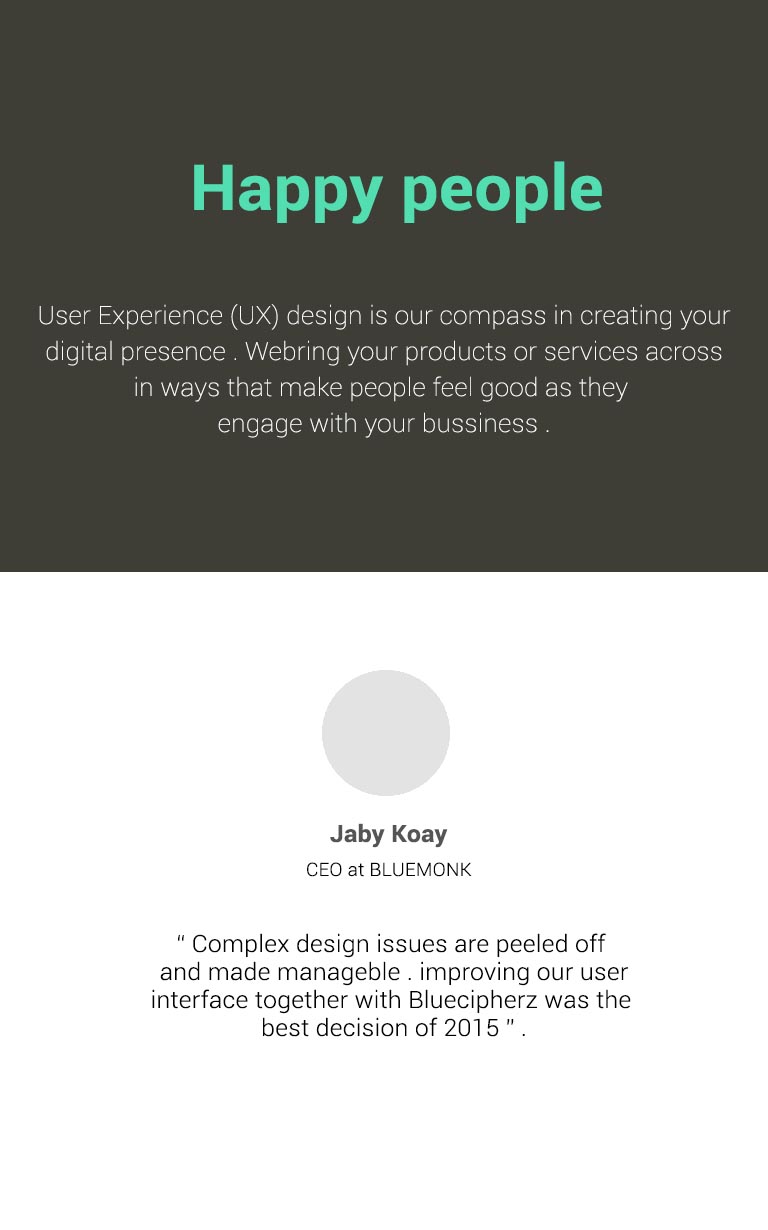 Happy people
User Experience (UX) design is our compass in creating your
digital presence . Webring your products or services across
in ways that make people feel good as they
engage with your bussiness .
Jaby Koay
CEO at BLUEMONK
“ Complex design issues are peeled off
and made manageble . improving our user
interface together with Bluecipherz was the
best decision of 2015 ” .